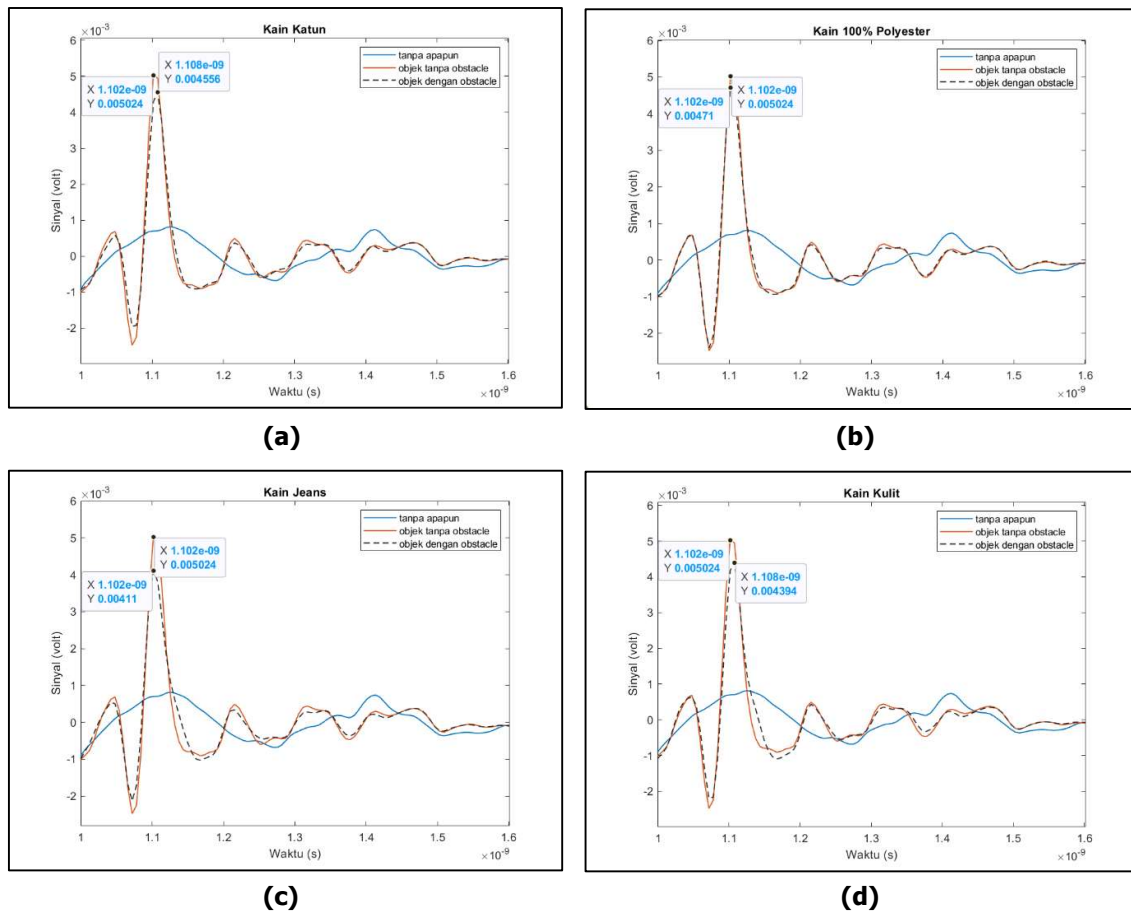 Kain Katun
×10⁻³
6
5
4
3
2
1
0
-1
-2
Sinyal (volt)
tanpa apapun
objek tanpa obstacle
objek dengan obstacle
X 1.102e-09
Y 0.005024
X 1.108e-09
Y 0.004556
1 1.1 1.2 1.3 1.4 1.5 1.6
Waktu (s)
×10⁻⁹
(a)
Kain 100% Polyester
×10⁻³
6
5
4
3
2
1
0
-1
-2
Sinyal (volt)
tanpa apapun
objek tanpa obstacle
objek dengan obstacle
X 1.102e-09
Y 0.00471
X 1.102e-09
Y 0.005024
1 1.1 1.2 1.3 1.4 1.5 1.6
Waktu (s)
×10⁻⁹
(b)
Kain Jeans
×10⁻³
6
5
4
3
2
1
0
-1
-2
Sinyal (volt)
tanpa apapun
objek tanpa obstacle
objek dengan obstacle
X 1.102e-09
Y 0.005024
X 1.102e-09
Y 0.00411
1 1.1 1.2 1.3 1.4 1.5 1.6
Waktu (s)
×10⁻⁹
(c)
Kain Kulit
×10⁻³
6
5
4
3
2
1
0
-1
-2
Sinyal (volt)
tanpa apapun
objek tanpa obstacle
objek dengan obstacle
X 1.102e-09
Y 0.005024
X 1.108e-09
Y 0.004394
1 1.1 1.2 1.3 1.4 1.5 1.6
Waktu (s)
×10⁻⁹
(d)